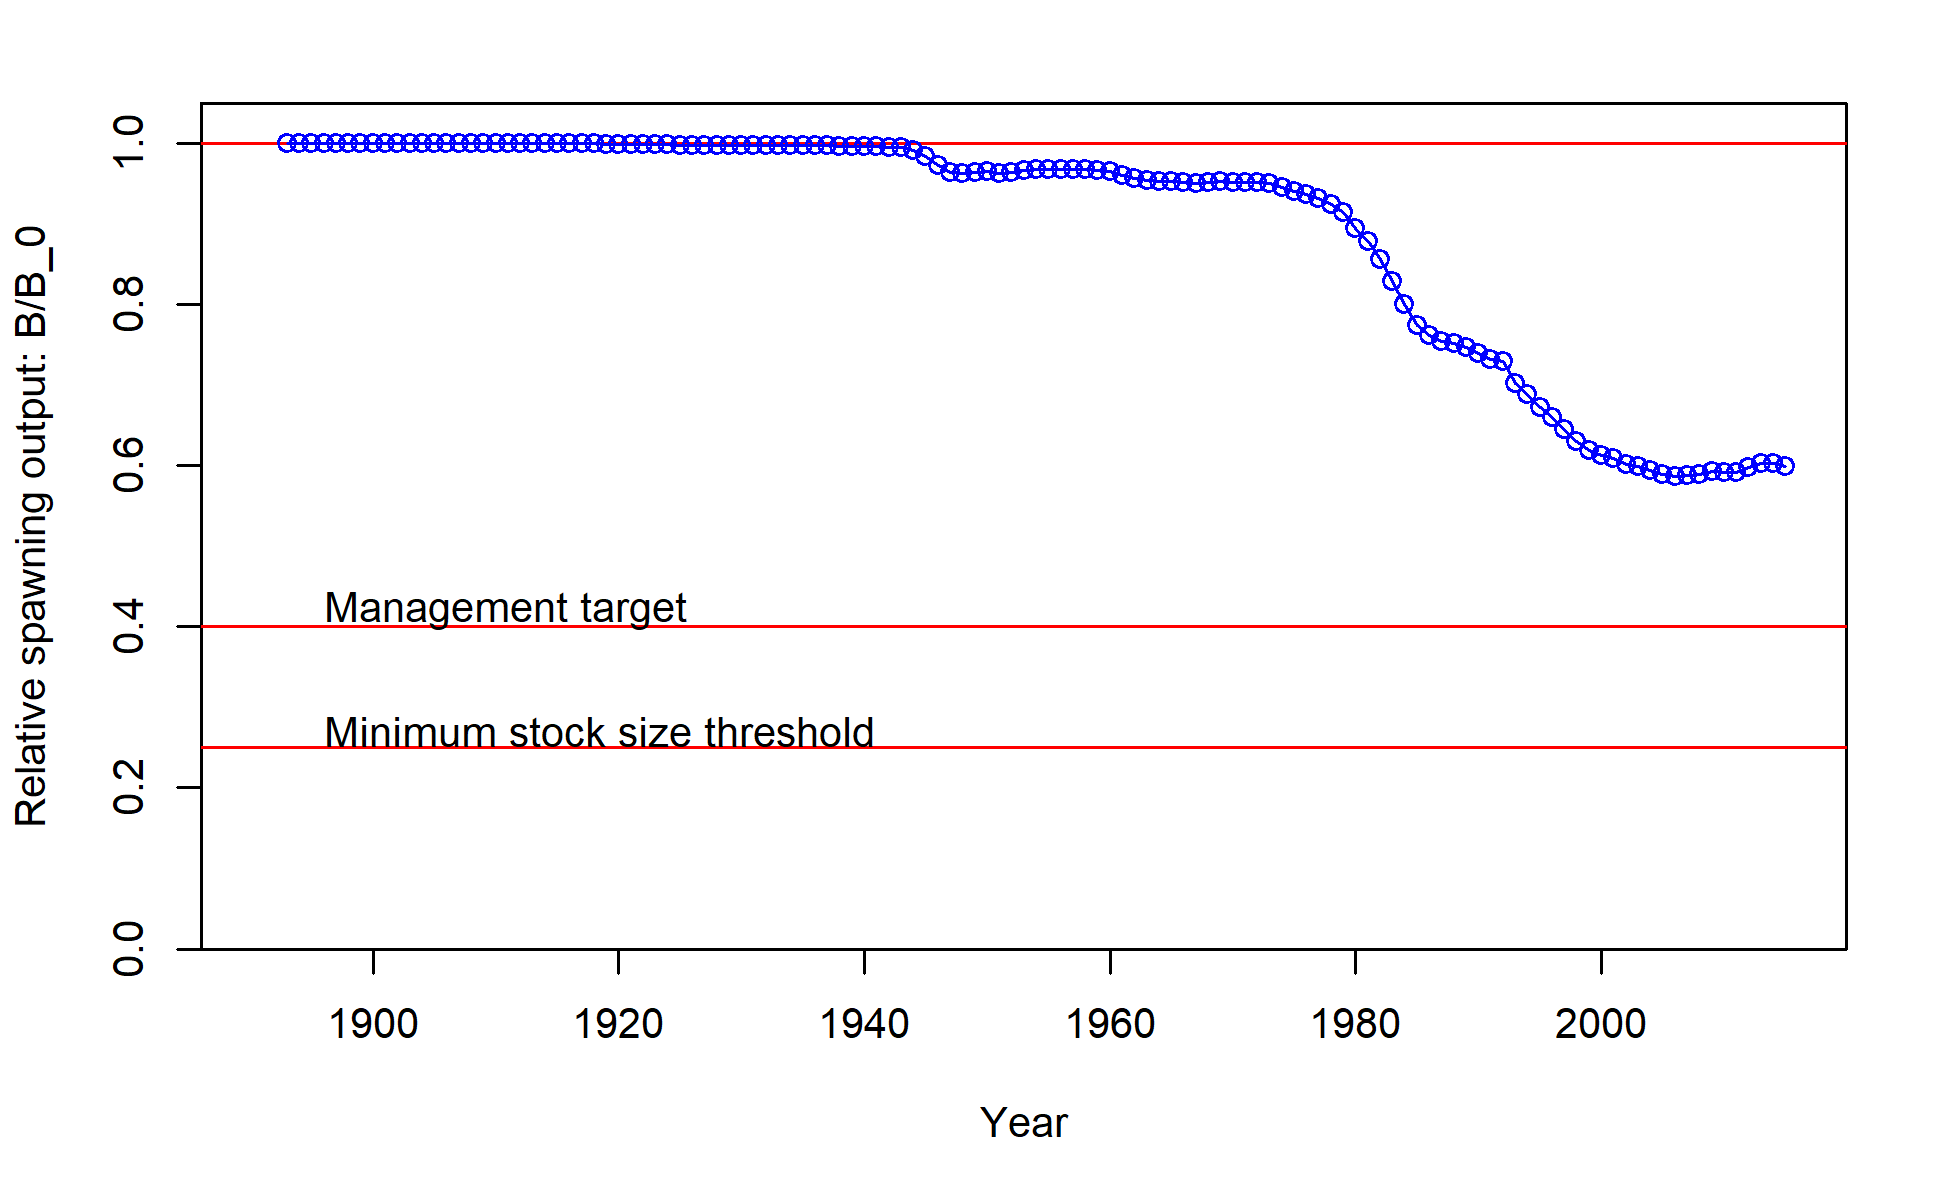 Relative spawning output: B/B_0
1.0
0.8
0.6
0.4
0.2
0.0
Management target
Minimum stock size threshold
1900 1920 1940 1960 1980 2000
Year